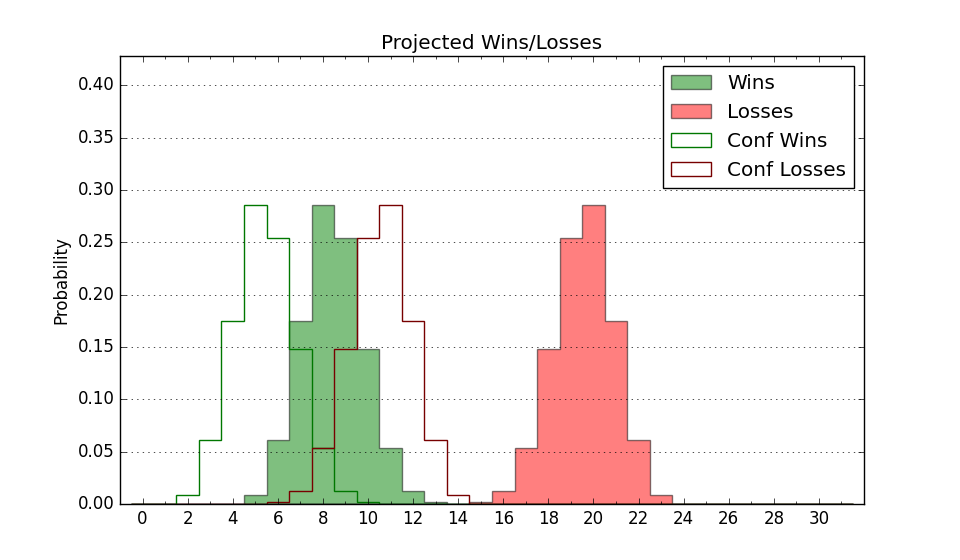 Projected Wins/Losses
Wins
Losses
Conf Wins
Conf Losses
Probability
0.40
0.35
0.30
0.25
0.20
0.15
0.10
0.05
0.00
0 2 4 6 8 10 12 14 16 18 20 22 24 26 28 30